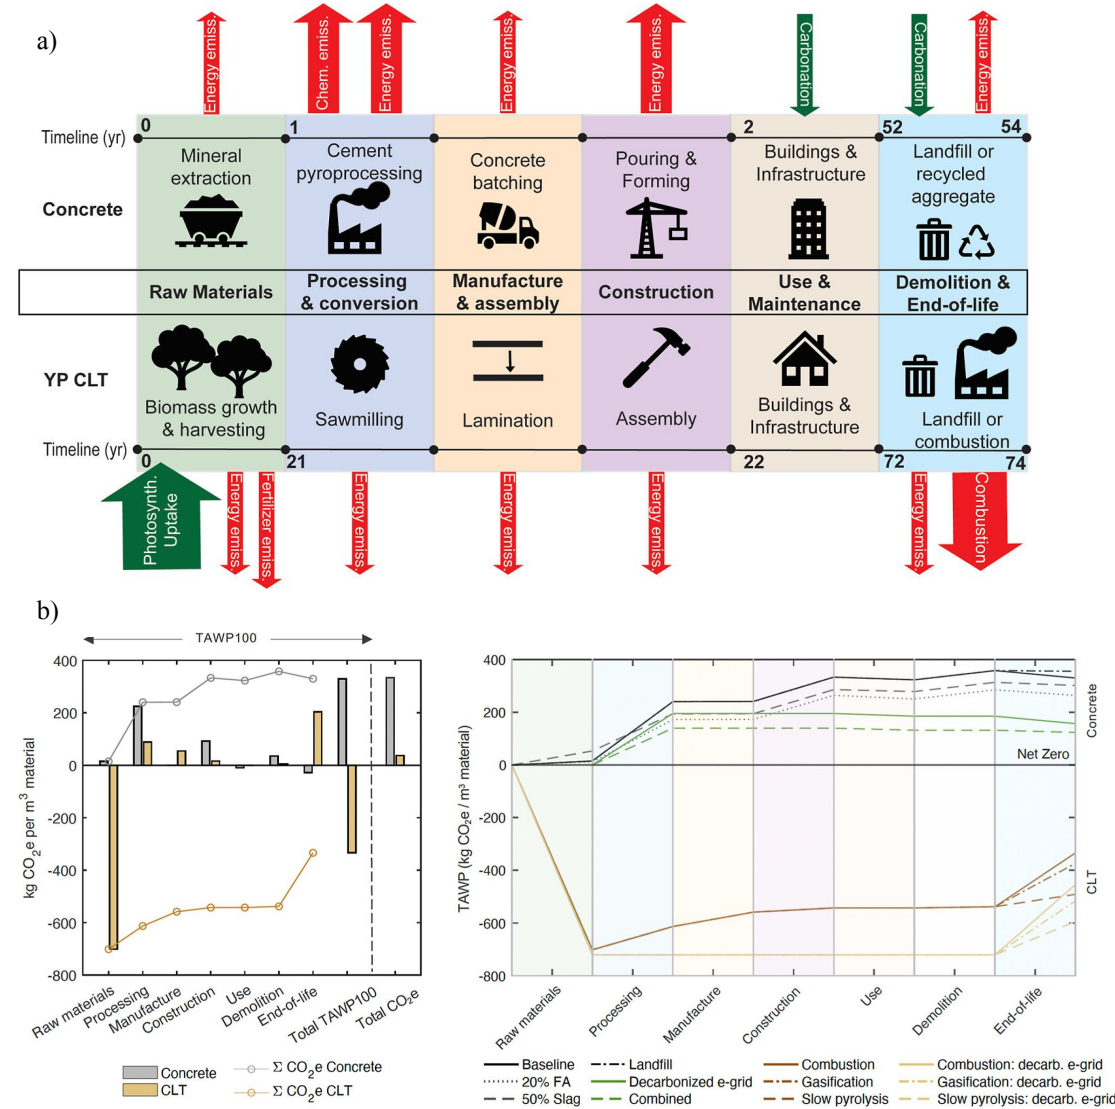 a)
Energy emiss.
Chem. emiss.
Energy emiss.
Energy emiss.
Energy emiss.
Carbonation
Carbonation
Energy emiss.
Timeline (yr)
0
1
2
52
54
Concrete
Mineral
extraction
Cement
pyroprocessing
Concrete
batching
Pouring &
Forming
Buildings &
Infrastructure
Landfill or
recycled
aggregate
Raw Materials
Processing
& conversion
Manufacture
& assembly
Construction
Use &
Maintenance
Demolition &
End-of-life
YP CLT
Biomass growth
& harvesting
Sawmilling
Lamination
Assembly
Buildings &
Infrastructure
Landfill or
combustion
Timeline (yr)
0
21
22
72
74
Photosynth.
Uptake
Energy emiss.
Fertilizer emiss.
Energy emiss.
Energy emiss.
Energy emiss.
Energy emiss.
Combustion
b)
TAWP100
kg CO2e per m3 material
400
200
0
-200
-400
-600
-800
Raw materials
Processing
Manufacture
Construction
Use
Demolition
End-of-life
Total TAWP100
Total CO2e
Concrete
CLT
Σ CO2e Concrete
Σ CO2e CLT
TAWP (kg CO2e / m3 material)
400
200
0
-200
-400
-600
-800
Net Zero
Concrete
CLT
Raw materials
Processing
Manufacture
Construction
Use
Demolition
End-of-life
Baseline
20% FA
50% Slag
Landfill
Decarbonized e-grid
Combined
Combustion
Gasification
Slow pyrolysis
Combustion: decarb. e-grid
Gasification: decarb. e-grid
Slow pyrolysis: decarb. e-grid